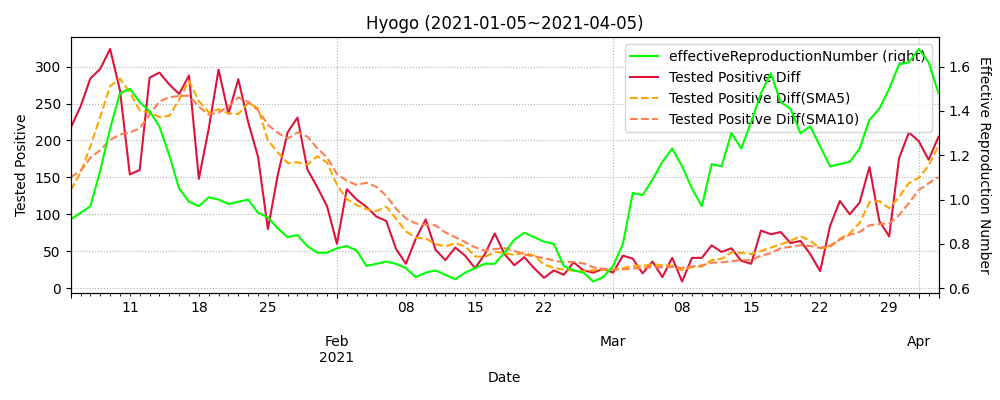 Hyogo (2021-01-05~2021-04-05)
effectiveReproductionNumber (right)
Tested Positive Diff
Tested Positive Diff(SMA5)
Tested Positive Diff(SMA10)
Tested Positive
300
250
200
150
100
50
0
1.6
1.4
1.2
1.0
0.8
0.6
Effective Reproduction Number
11 18 25 08 15 22 08 15 22 29
Feb Mar Apr
2021
Date